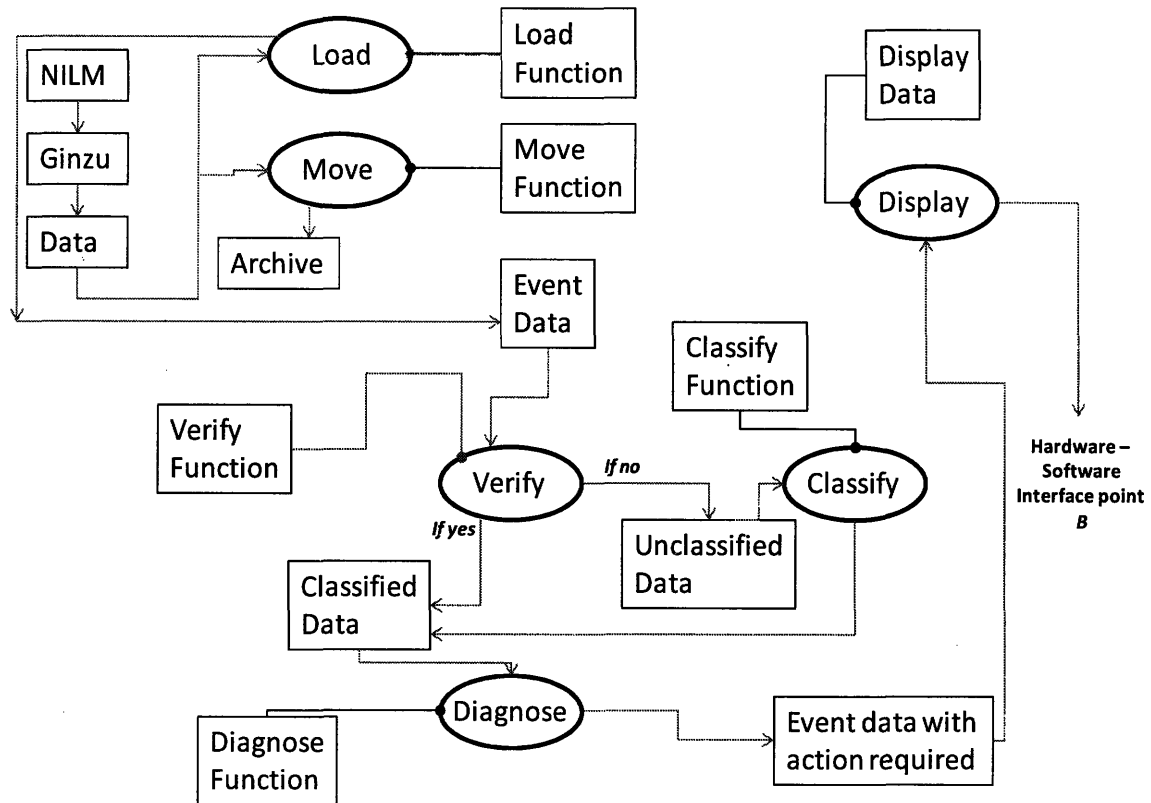 Load
Load
Function
NILM
Display
Data
Ginzu
Move
Move
Function
Display
Data
Archive
Event
Data
Classify
Function
Verify
Function
Hardware –
Software
Interface point
B
If no
Verify
Classify
If yes
Unclassified
Data
Classified
Data
Diagnose
Event data with
action required
Diagnose
Function